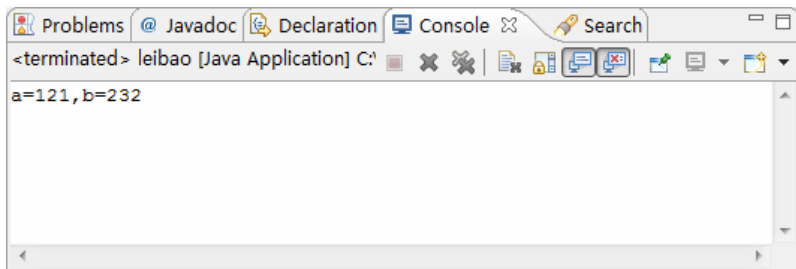 Problems @ Javadoc Declaration Console Search
<terminated> leibao [Java Application] C:\
a=121,b=232